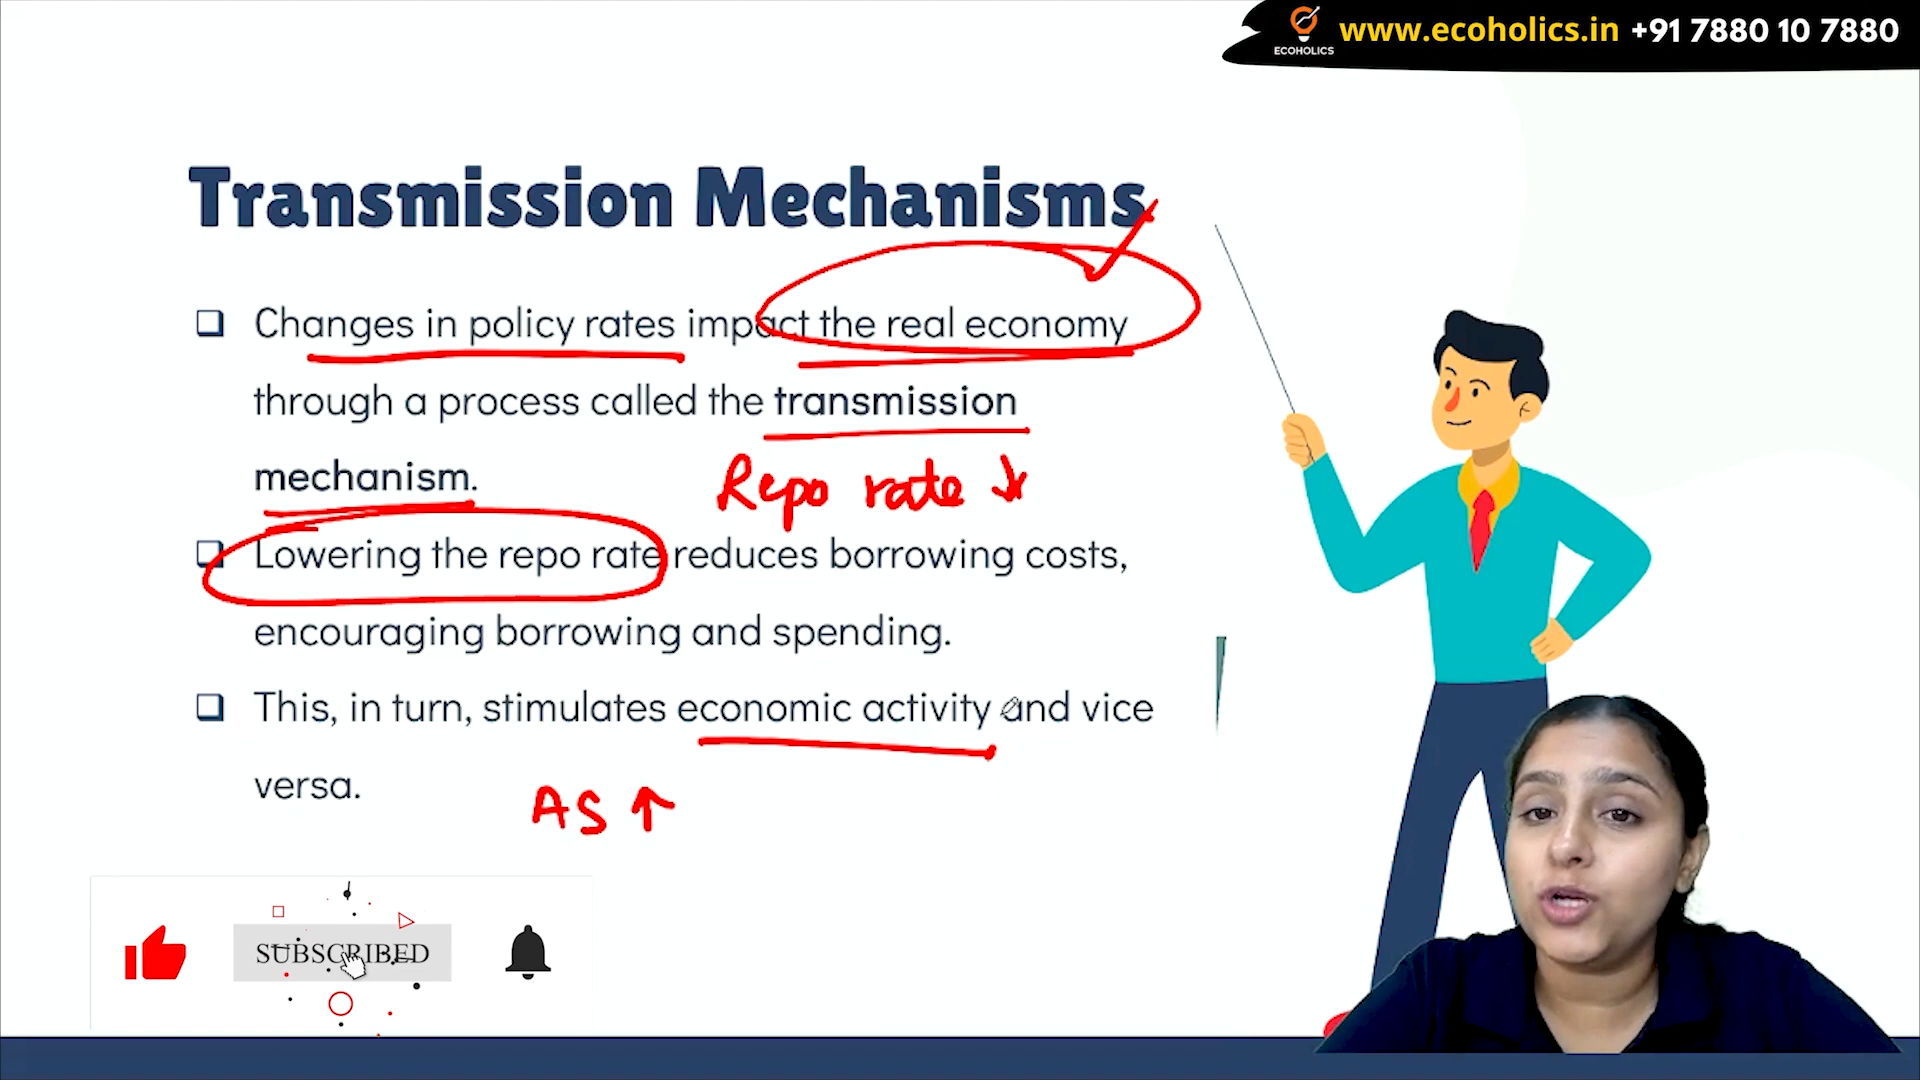 ECOHOLICS
www.ecoholics.in +91 7880 10 7880
Transmission Mechanisms
Changes in policy rates impact the real economy
through a process called the transmission
mechanism.
Repo rate ↓
Lowering the repo rate reduces borrowing costs,
encouraging borrowing and spending.
This, in turn, stimulates economic activity and vice
versa.
AS ↑
SUBSCRIBED